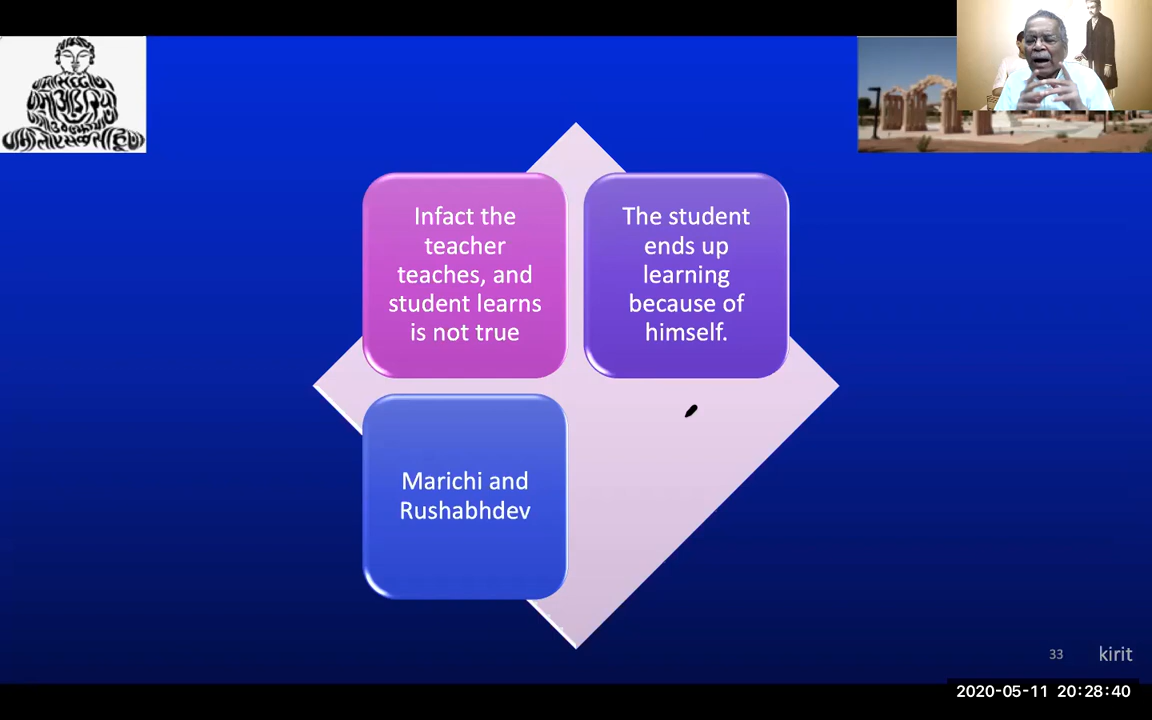 Infact the
teacher
teaches, and
student learns
is not true
The student
ends up
learning
because of
himself.
Marichi and
Rushabhdev
33
kirit
2020-05-11 20:28:40